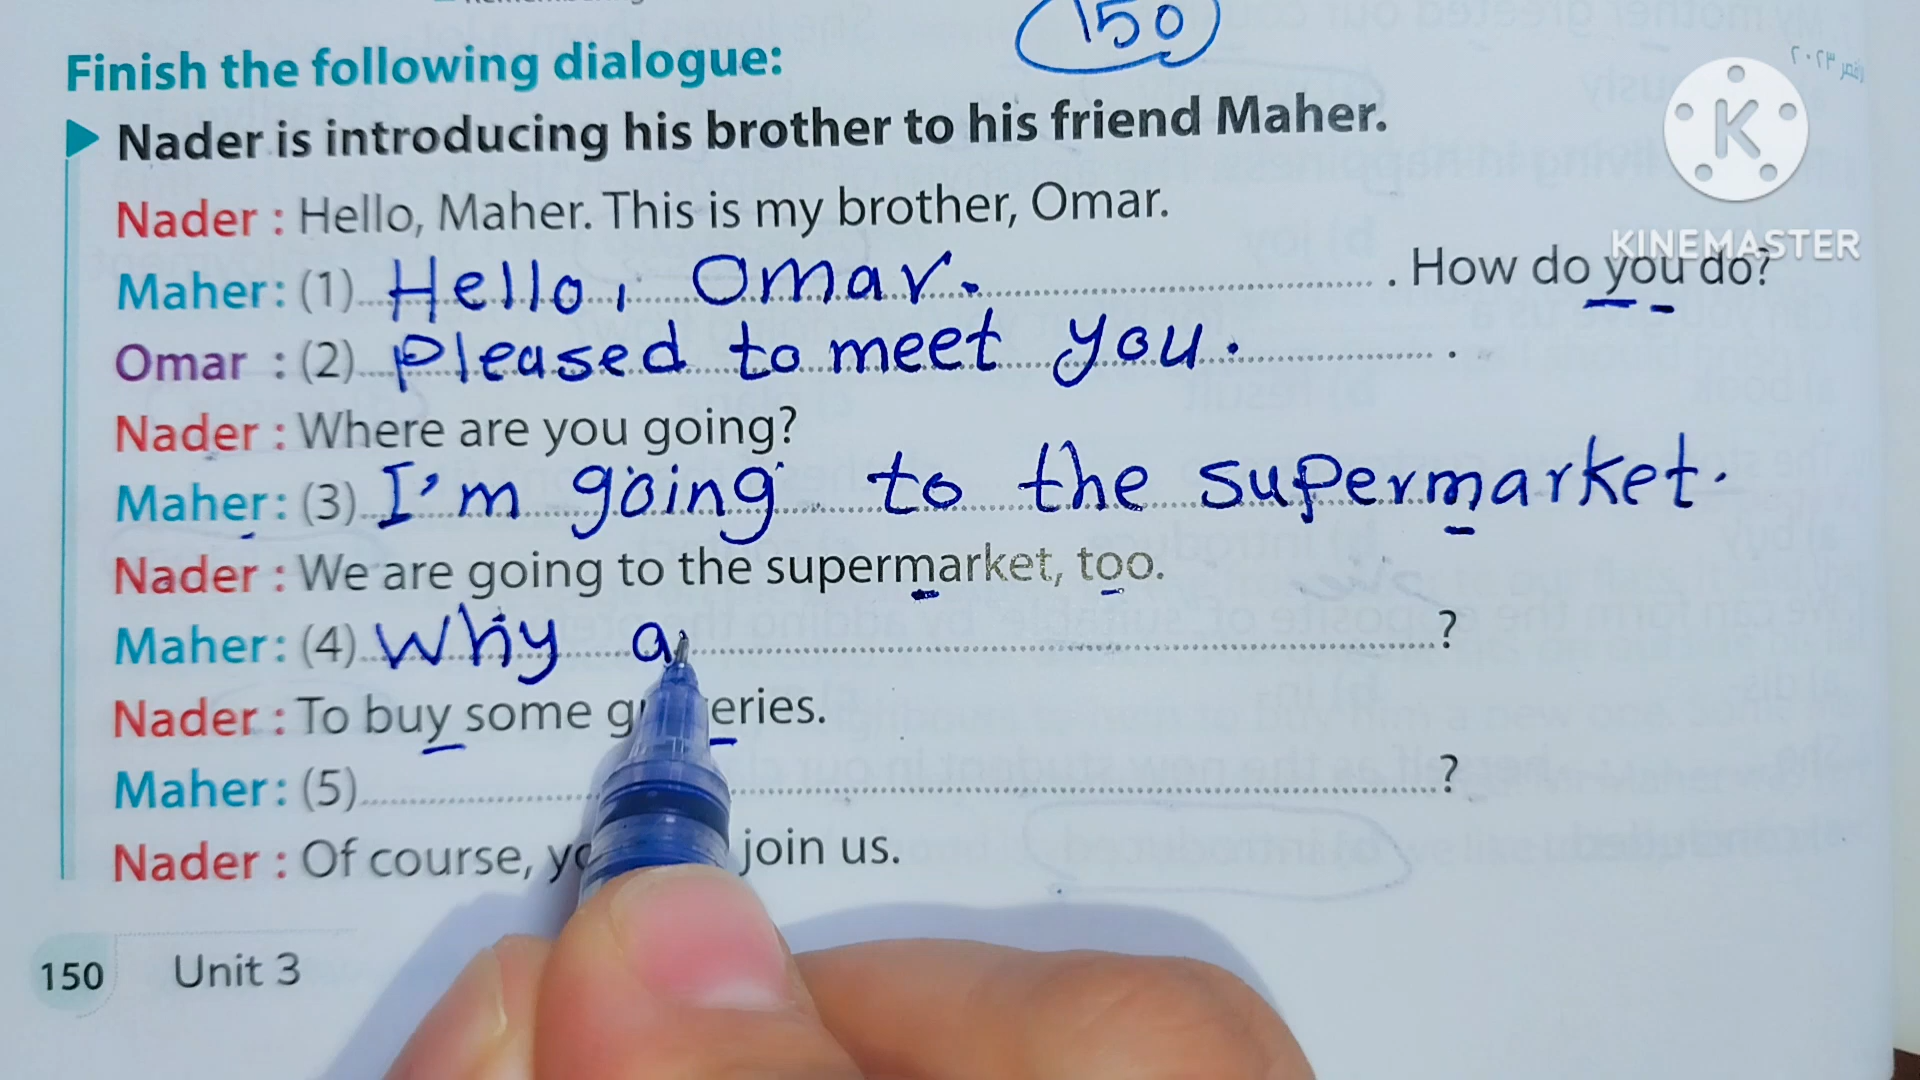 150
Finish the following dialogue:
Nader is introducing his brother to his friend Maher.
Nader : Hello, Maher. This is my brother, Omar.
Maher: (1) Hello, Omar. . How do you do?
Omar : (2) pleased to meet you. .
Nader : Where are you going?
Maher: (3) I'm going to the supermarket.
Nader : We are going to the supermarket, too.
Maher: (4) Why a ?
Nader : To buy some
Maher: (5) ?
Nader : Of course, join us.
150 Unit 3
KINEMASTER